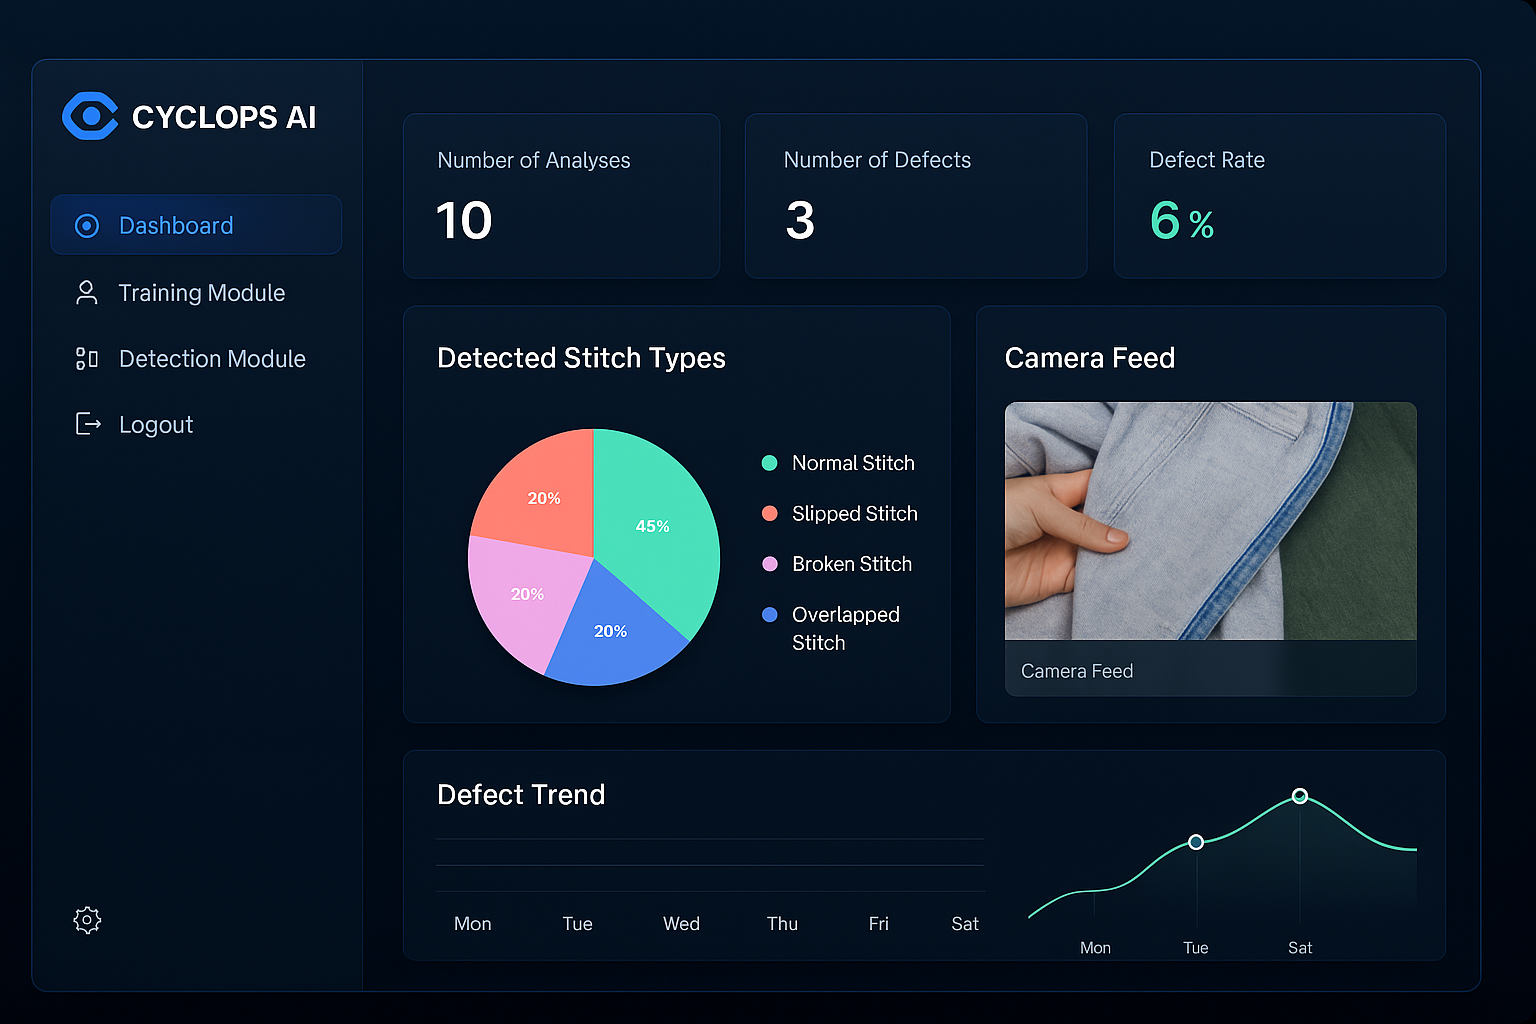 CYCLOPS AI
Dashboard
Training Module
Detection Module
Logout
Number of Analyses
10
Number of Defects
3
Defect Rate
6 %
Detected Stitch Types
20%
45%
20%
20%
Normal Stitch
Slipped Stitch
Broken Stitch
Overlapped
Stitch
Camera Feed
Camera Feed
Defect Trend
Mon Tue Wed Thu Fri Sat
Mon Tue Sat